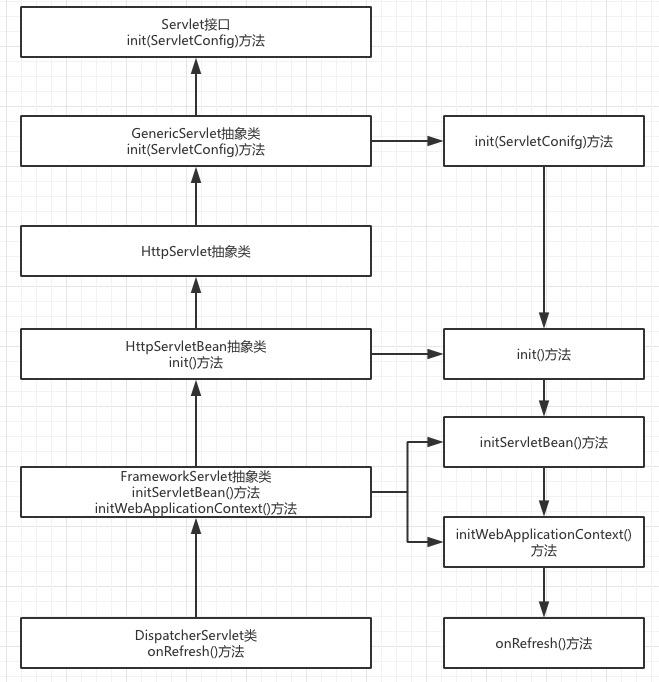 Servlet接口
init(ServletConfig)方法
GenericServlet抽象类
init(ServletConfig)方法
init(ServletConifg)方法
HttpServlet抽象类
HttpServletBean抽象类
init()方法
init()方法
initServletBean()方法
FrameworkServlet抽象类
initServletBean()方法
initWebApplicationContext()方法
initWebApplicationContext()
方法
DispatcherServlet类
onRefresh()方法
onRefresh()方法